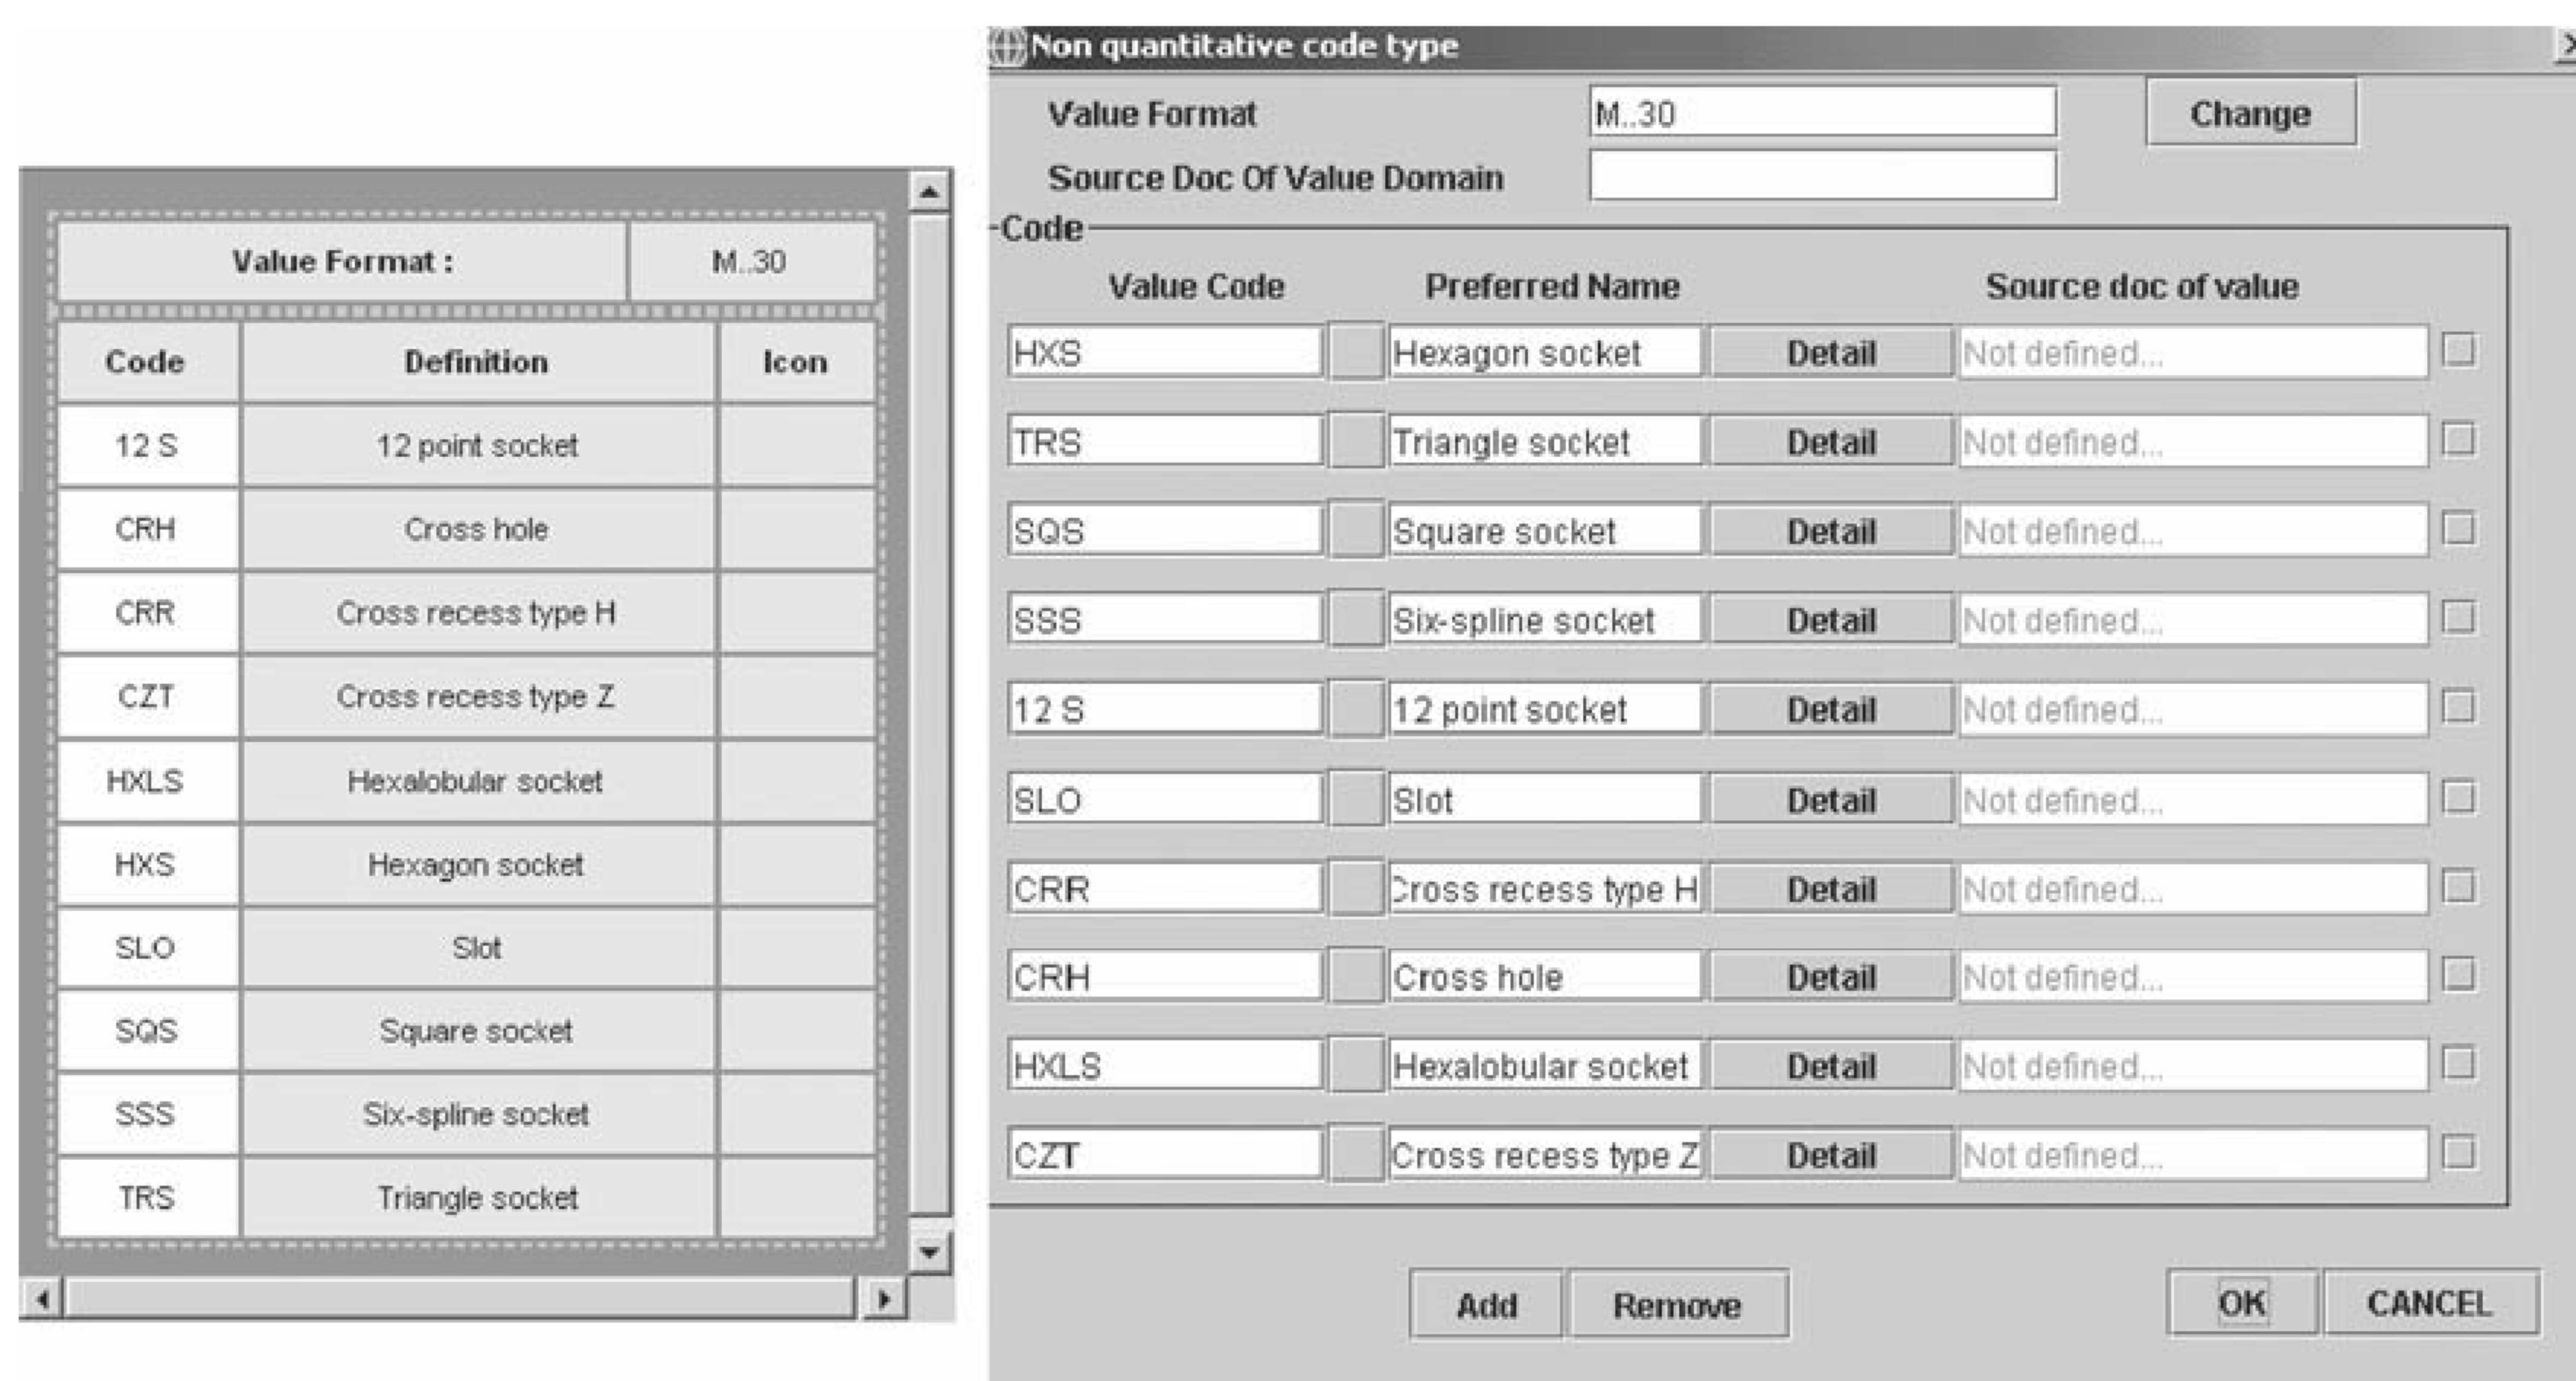 Value Format : M..30
Code Definition Icon
12 S 12 point socket
CRH Cross hole
CRR Cross recess type H
CZT Cross recess type Z
HXLS Hexalobular socket
HXS Hexagon socket
SLO Slot
SQS Square socket
SSS Six-spline socket
TRS Triangle socket
Non quantitative code type
Value Format M..30 Change
Source Doc Of Value Domain
Code
Value Code Preferred Name Source doc of value
HXS Hexagon socket Detail Not defined...
TRS Triangle socket Detail Not defined...
SQS Square socket Detail Not defined...
SSS Six-spline socket Detail Not defined...
12 S 12 point socket Detail Not defined...
SLO Slot Detail Not defined...
CRR Cross recess type H Detail Not defined...
CRH Cross hole Detail Not defined...
HXLS Hexalobular socket Detail Not defined...
CZT Cross recess type Z Detail Not defined...
Add Remove OK CANCEL